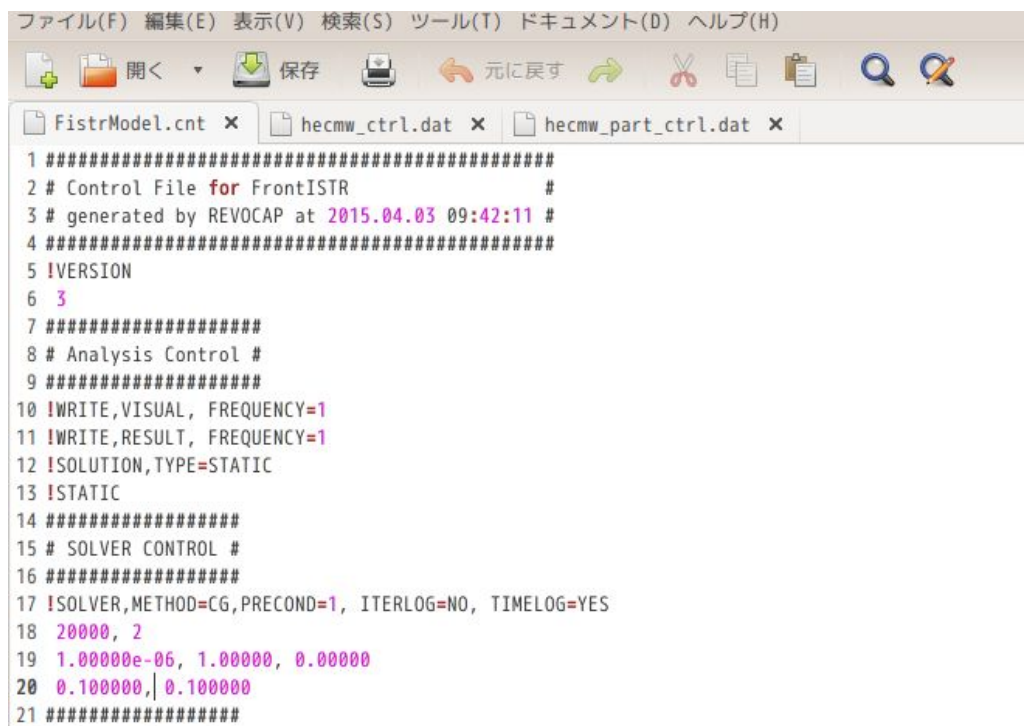 ファイル(F) 編集(E) 表示(V) 検索(S) ツール(T) ドキュメント(D) ヘルプ(H)
開く 保存 元に戻す
FistrModel.cnt × hecmw_ctrl.dat × hecmw_part_ctrl.dat ×
1 ###############################################
2 # Control File for FrontISTR #
3 # generated by REVOCAP at 2015.04.03 09:42:11 #
4 ###############################################
5 !VERSION
6 3
7 ####################
8 # Analysis Control #
9 ####################
10 !WRITE,VISUAL, FREQUENCY=1
11 !WRITE,RESULT, FREQUENCY=1
12 !SOLUTION,TYPE=STATIC
13 !STATIC
14 ##################
15 # SOLVER CONTROL #
16 ##################
17 !SOLVER,METHOD=CG,PRECOND=1, ITERLOG=NO, TIMELOG=YES
18 20000, 2
19 1.00000e-06, 1.00000, 0.00000
20 0.100000, 0.100000
21 ##################